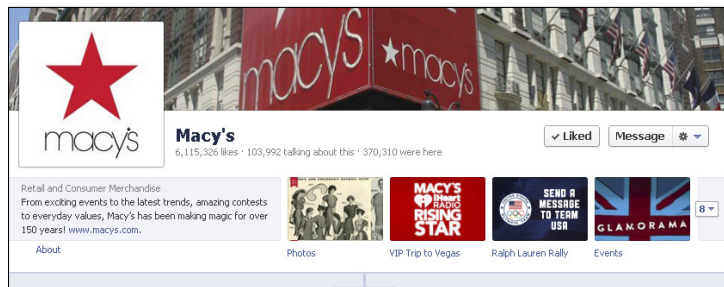 macy's
macy's
macy's
Macy's
6,115,326 likes · 103,992 talking about this · 370,310 were here
Liked
Message
Retail and Consumer Merchandise
From exciting events to the latest trends, amazing contests
to everyday values, Macy's has been making magic for over
150 years! www.macys.com.
About
MACY'S
iHeart
RADIO
RISING
STAR
SEND A
MESSAGE
TO TEAM
USA
GLAMORAMA
8
Photos
VIP Trip to Vegas
Ralph Lauren Rally
Events